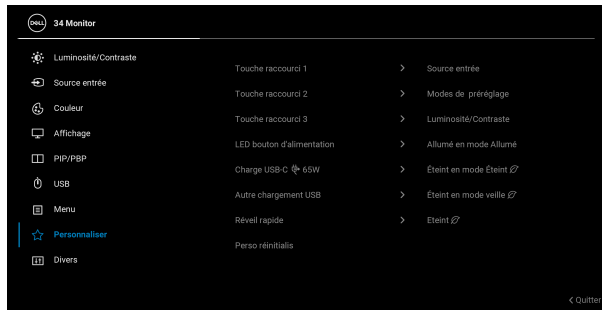 DELL 34 Monitor
Luminosité/Contraste
Source entrée
Couleur
Affichage
PIP/PBP
USB
Menu
Personnaliser
Divers
Touche raccourci 1 > Source entrée
Touche raccourci 2 > Modes de préréglage
Touche raccourci 3 > Luminosité/Contraste
LED bouton d'alimentation > Allumé en mode Allumé
Charge USB-C 65W > Éteint en mode Éteint
Autre chargement USB > Éteint en mode veille
Réveil rapide > Eteint
Perso réinitialis
< Quitter